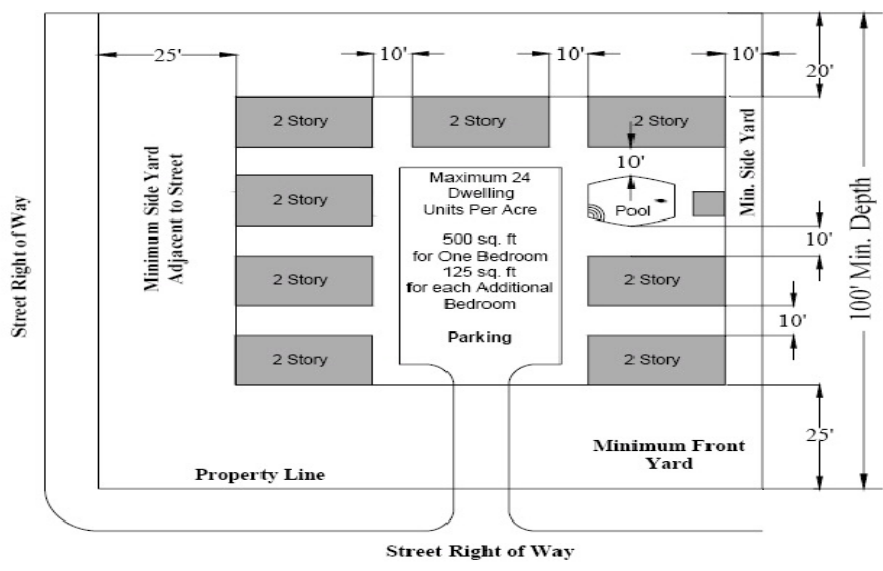 25'
10'
10'
10'
20'
2 Story
2 Story
2 Story
Street Right of Way
Minimum Side Yard
Adjacent to Street
2 Story
Maximum 24
Dwelling
Units Per Acre
500 sq. ft
for One Bedroom
125 sq. ft
for each Additional
Bedroom
Parking
10'
Pool
Min. Side Yard
100' Min. Depth
10'
2 Story
2 Story
10'
2 Story
2 Story
25'
Property Line
Minimum Front
Yard
Street Right of Way